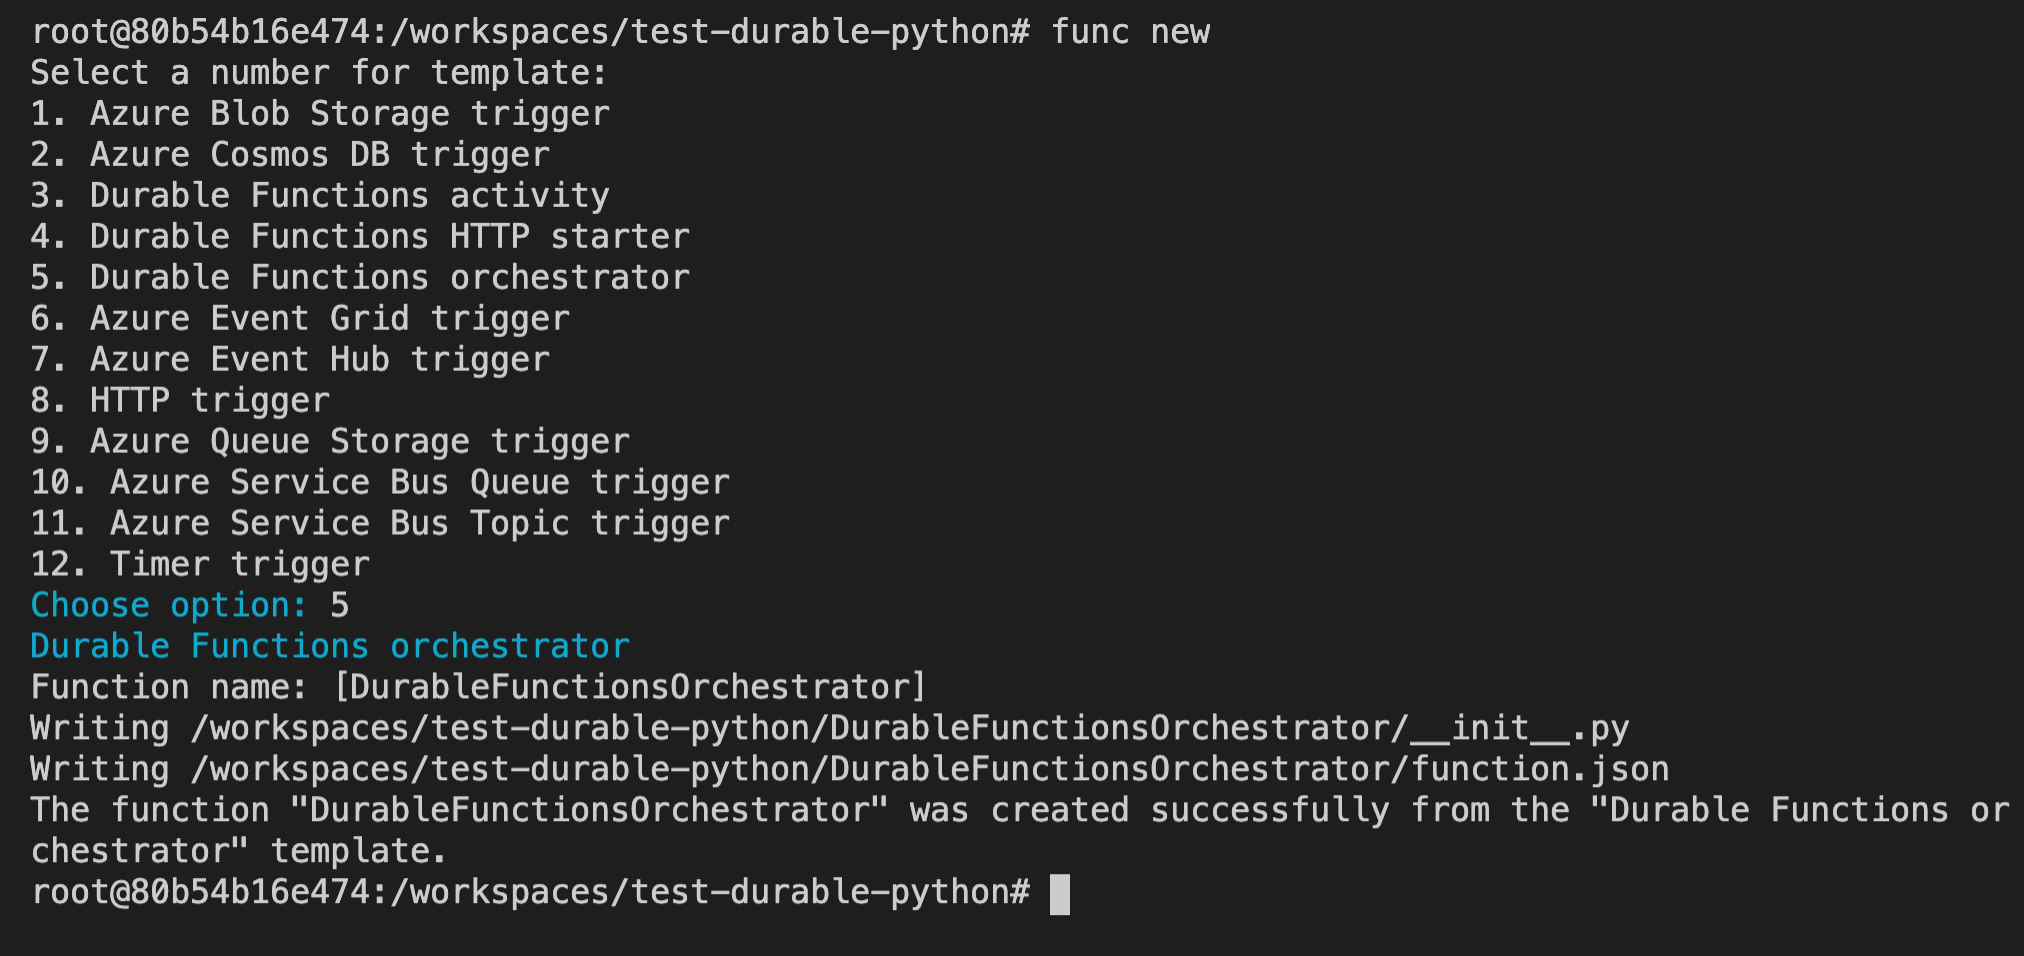 root@80b54b16e474:/workspaces/test-durable-python# func new
Select a number for template:
1. Azure Blob Storage trigger
2. Azure Cosmos DB trigger
3. Durable Functions activity
4. Durable Functions HTTP starter
5. Durable Functions orchestrator
6. Azure Event Grid trigger
7. Azure Event Hub trigger
8. HTTP trigger
9. Azure Queue Storage trigger
10. Azure Service Bus Queue trigger
11. Azure Service Bus Topic trigger
12. Timer trigger
Choose option: 5
Durable Functions orchestrator
Function name: [DurableFunctionsOrchestrator]
Writing /workspaces/test-durable-python/DurableFunctionsOrchestrator/__init__.py
Writing /workspaces/test-durable-python/DurableFunctionsOrchestrator/function.json
The function "DurableFunctionsOrchestrator" was created successfully from the "Durable Functions or
chestrator" template.
root@80b54b16e474:/workspaces/test-durable-python#